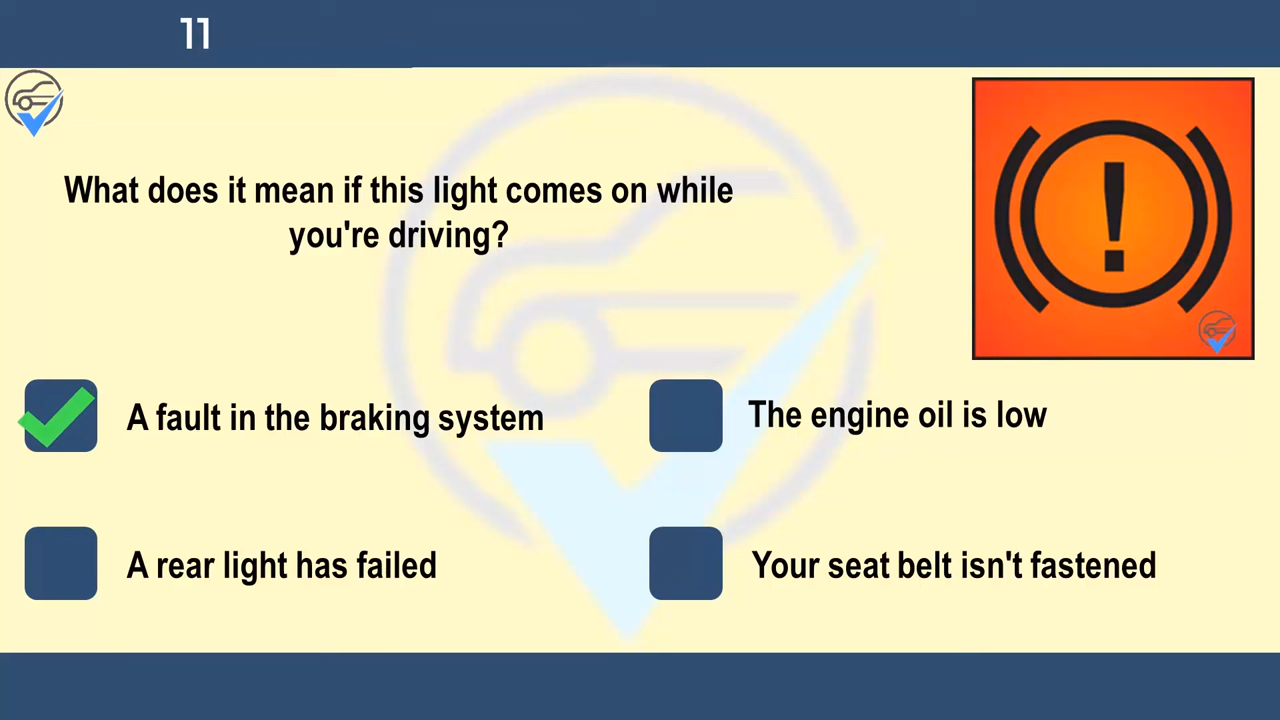 11
What does it mean if this light comes on while
you're driving?
!
A fault in the braking system
The engine oil is low
A rear light has failed
Your seat belt isn't fastened